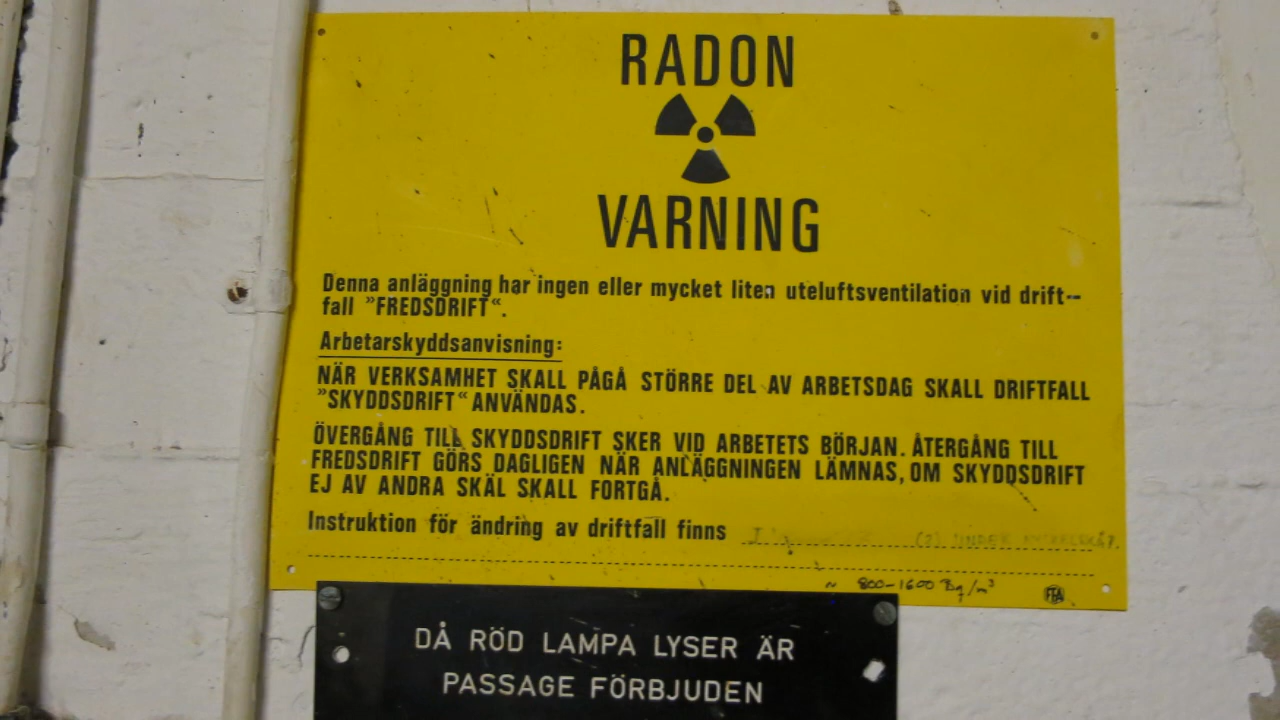 RADON
VARNING
Denna anläggning har ingen eller mycket liten uteluftsventilation vid drift-
fall ”FREDSDRIFT“.
Arbetarskyddsanvisning:
NÄR VERKSAMHET SKALL PÅGÅ STÖRRE DEL AV ARBETSDAG SKALL DRIFTFALL
”SKYDDSDRIFT“ ANVÄNDAS.
ÖVERGÅNG TILL SKYDDSDRIFT SKER VID ARBETETS BÖRJAN. ÅTERGÅNG TILL
FREDSDRIFT GÖRS DAGLIGEN NÄR ANLÄGGNINGEN LÄMNAS, OM SKYDDSDRIFT
EJ AV ANDRA SKÄL SKALL FORTGÅ.
Instruktion för ändring av driftfall finns I (2) UNDER
~ 800-1600 Bq/m³ FFA
DÅ RÖD LAMPA LYSER ÄR
PASSAGE FÖRBJUDEN